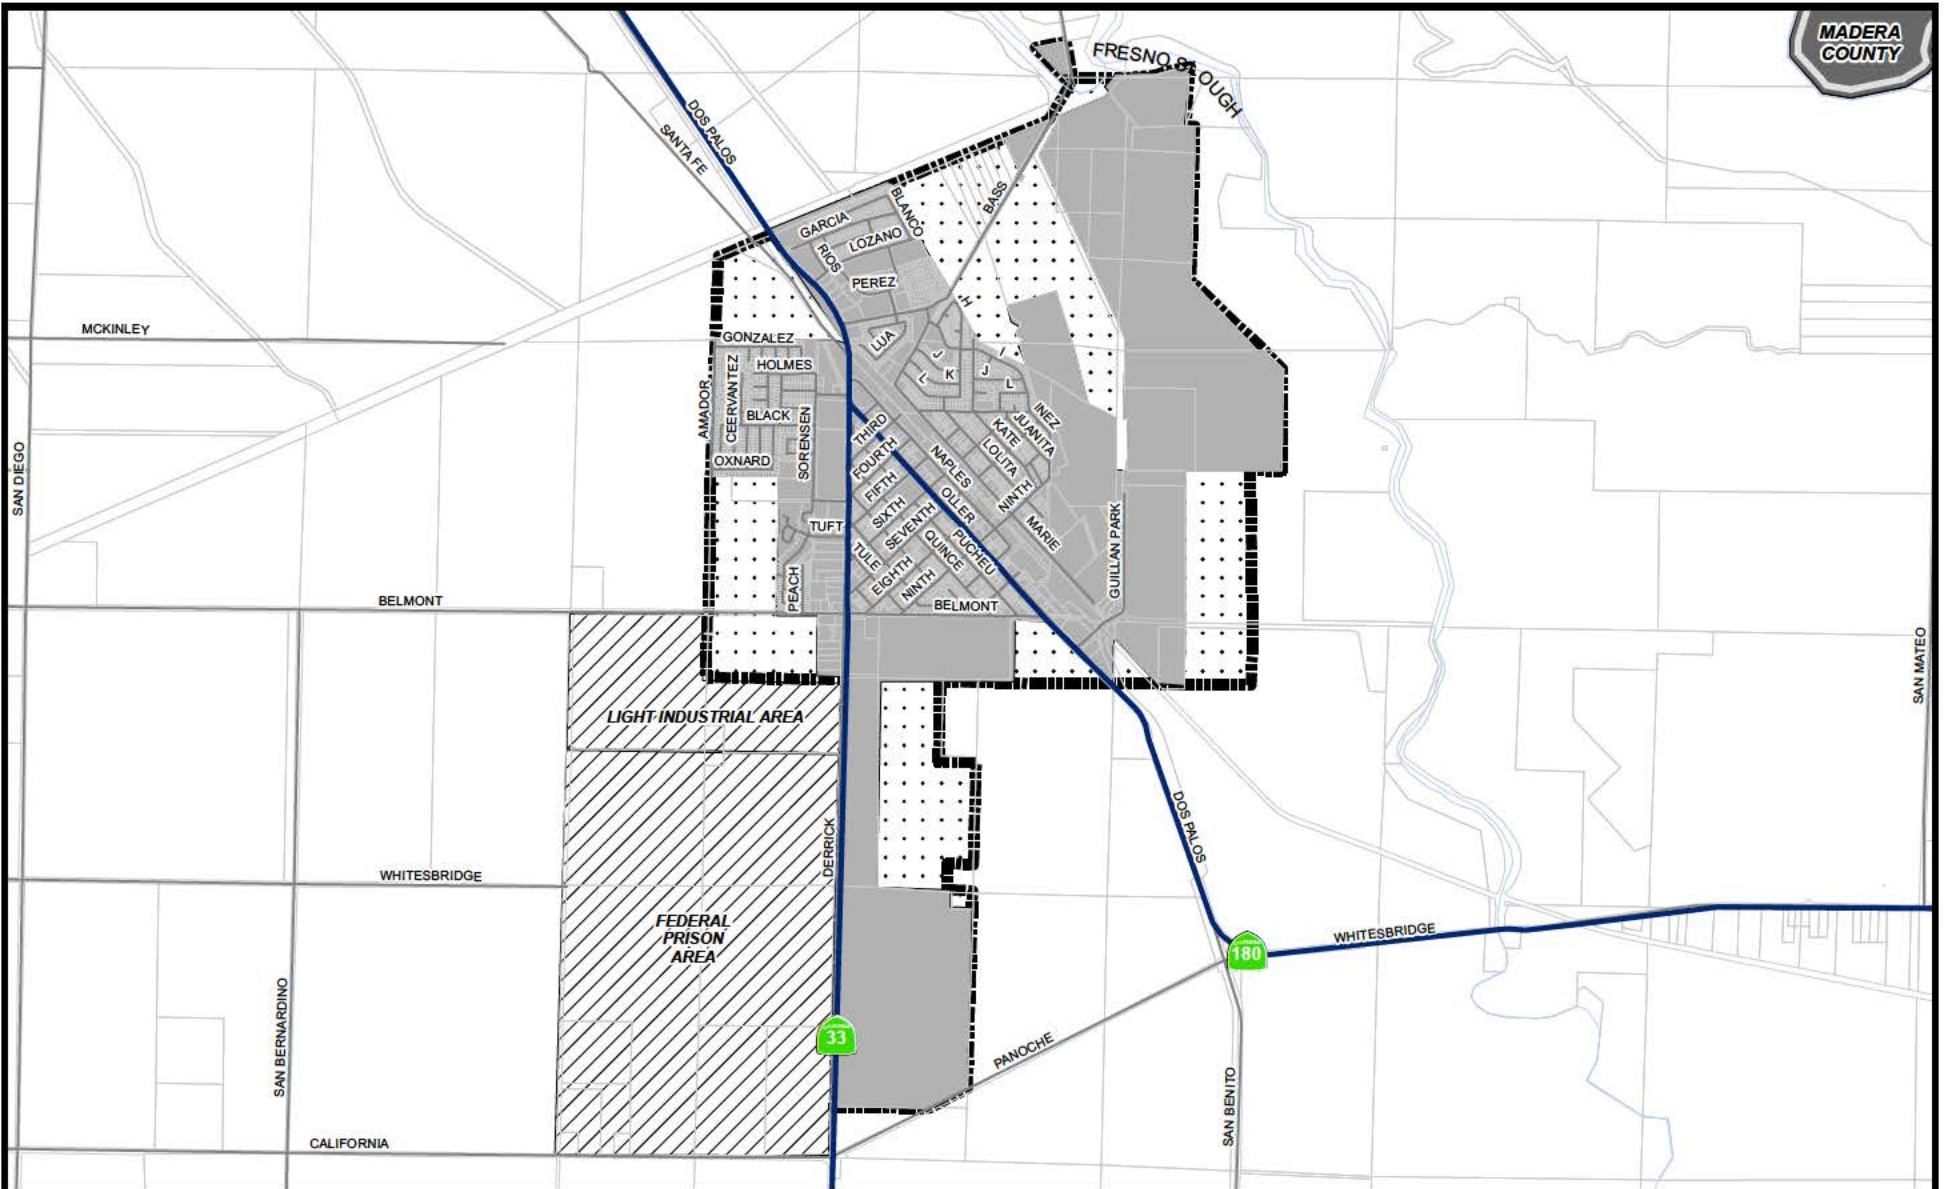 MADERA
COUNTY
FRESNO SLOUGH
DOS PALOS
SANTA FE
BASS
BLANCO
GARCIA
LOZANO
RIOS
PEREZ
H
MCKINLEY
GONZALEZ
LUA
HOLMES
CEERVANTEZ
AMADOR
J
I
K
J
L
L
BLACK
SORENSEN
OXNARD
THIRD
FOURTH
FIFTH
SIXTH
SEVENTH
EIGHTH
NINTH
INEZ
JUANITA
KATE
LOLITA
NAPLES
OLLER
NINTH
MARIE
PUCHEU
QUINCE
TULE
TUFT
PEACH
GUILLAN PARK
SAN DIEGO
BELMONT
BELMONT
SAN MATEO
LIGHT INDUSTRIAL AREA
DOS PALOS
DERRICK
WHITESBRIDGE
FEDERAL
PRISON
AREA
WHITESBRIDGE
CALIFORNIA
180
SAN BERNARDINO
CALIFORNIA
33
PANOCHE
SAN BENITO
CALIFORNIA